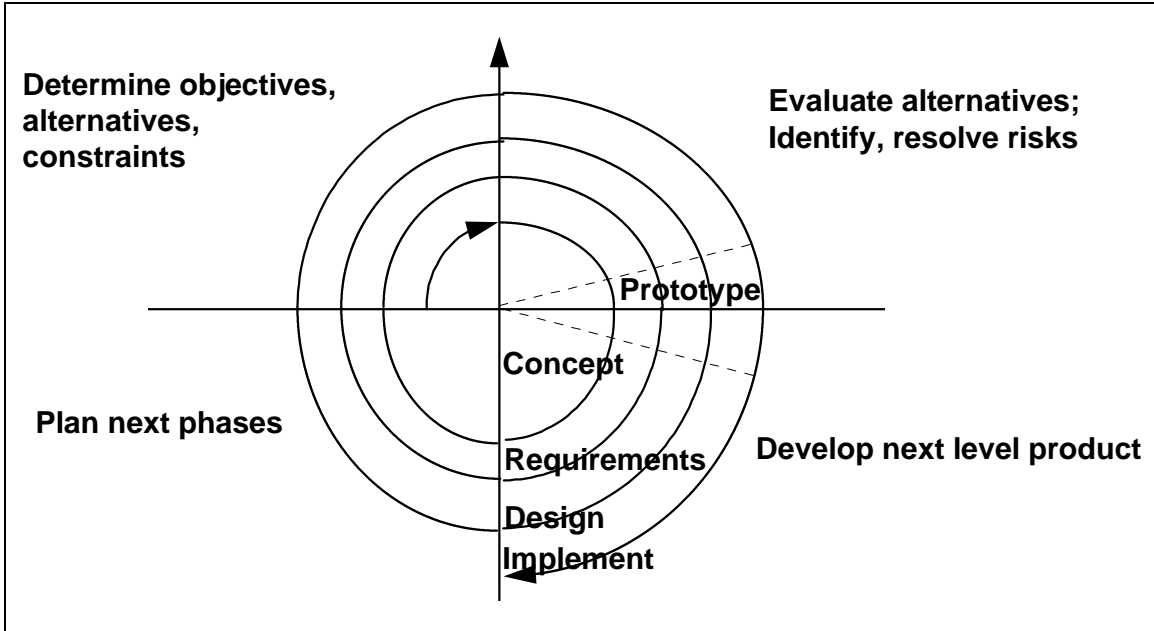 Determine objectives,
alternatives,
constraints
Evaluate alternatives;
Identify, resolve risks
Prototype
Concept
Plan next phases
Requirements
Develop next level product
Design
Implement